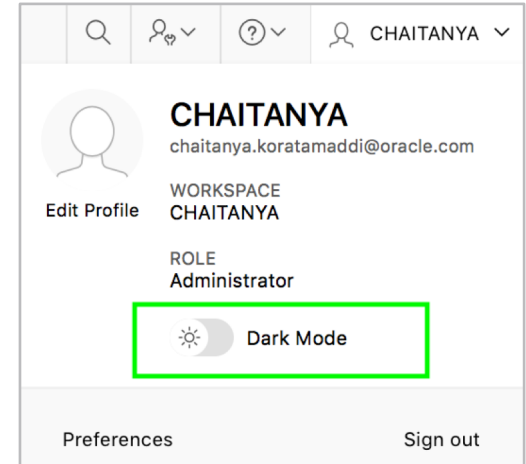 CHAITANYA
CHAITANYA
chaitanya.koratamaddi@oracle.com
WORKSPACE
CHAITANYA
Edit Profile
ROLE
Administrator
Dark Mode
Preferences
Sign out